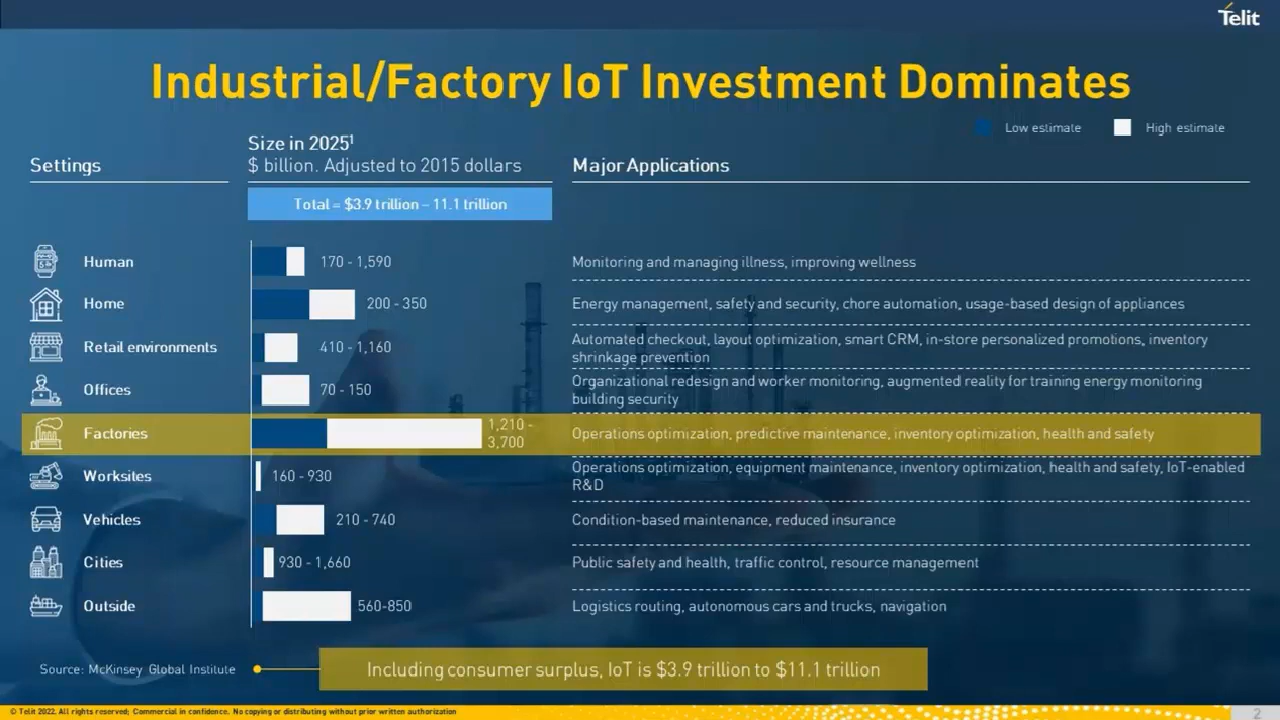 Telit
Industrial/Factory IoT Investment Dominates
Low estimate
High estimate
Settings
Size in 2025¹
$ billion. Adjusted to 2015 dollars
Major Applications
Total = $3.9 trillion – 11.1 trillion
Human
170 - 1,590
Monitoring and managing illness, improving wellness
Home
200 - 350
Energy management, safety and security, chore automation, usage-based design of appliances
Retail environments
410 - 1,160
Automated checkout, layout optimization, smart CRM, in-store personalized promotions, inventory
shrinkage prevention
Offices
70 - 150
Organizational redesign and worker monitoring, augmented reality for training energy monitoring
building security
Factories
1,210 -
3,700
Operations optimization, predictive maintenance, inventory optimization, health and safety
Worksites
160 - 930
Operations optimization, equipment maintenance, inventory optimization, health and safety, IoT-enabled
R&D
Vehicles
210 - 740
Condition-based maintenance, reduced insurance
Cities
930 - 1,660
Public safety and health, traffic control, resource management
Outside
560-850
Logistics routing, autonomous cars and trucks, navigation
Source: McKinsey Global Institute
Including consumer surplus, IoT is $3.9 trillion to $11.1 trillion
© Telit 2022. All rights reserved; Commercial in confidence. No copying or distributing without prior written authorization
2